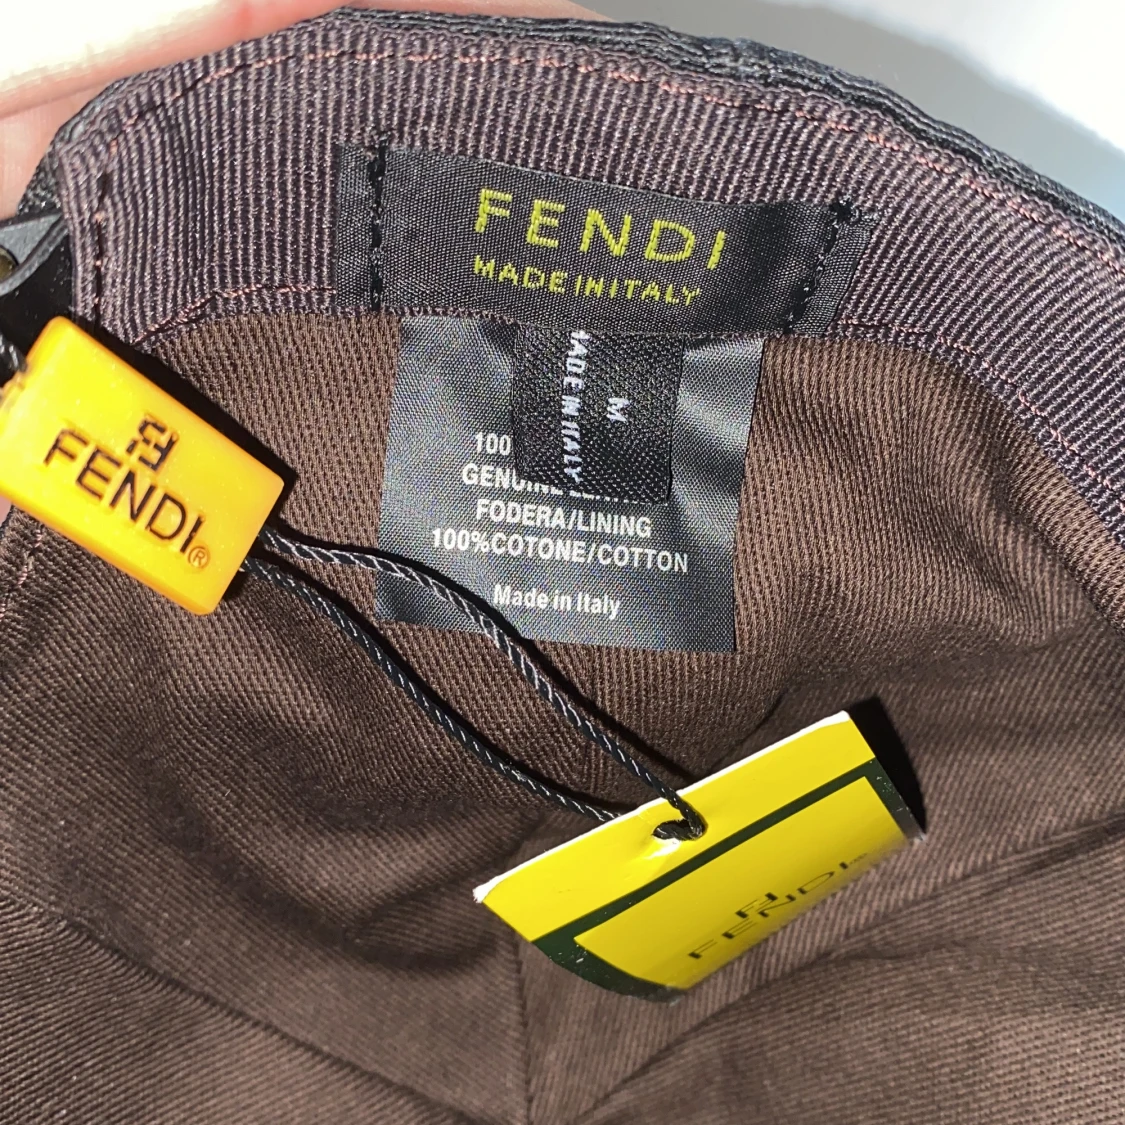 FENDI
MADE IN ITALY
MADE IN ITALY
M
100
GENUINE
FODERA/LINING
100%COTONE/COTTON
Made in Italy
FENDI®
FENDI